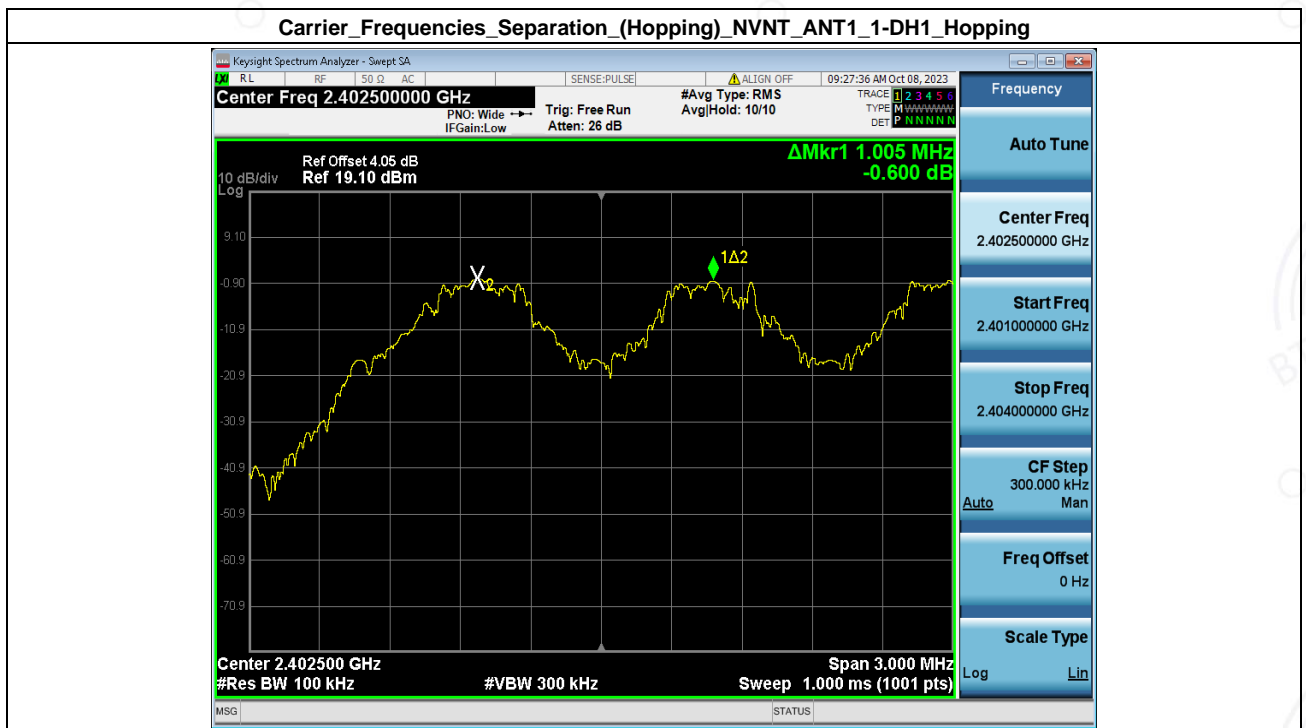 Carrier_Frequencies_Separation_(Hopping)_NVNT_ANT1_1-DH1_Hopping
Keysight Spectrum Analyzer - Swept SA
LXI RL RF 50 Ω AC SENSE:PULSE ALIGN OFF 09:27:36 AM Oct 08, 2023
Center Freq 2.402500000 GHz
PNO: Wide
IFGain:Low
Trig: Free Run
Atten: 26 dB
#Avg Type: RMS
Avg|Hold: 10/10
TRACE 1 2 3 4 5 6
TYPE M WWWWW
DET P N N N N N
ΔMkr1 1.005 MHz
-0.600 dB
Ref Offset 4.05 dB
10 dB/div Ref 19.10 dBm
Log
9.10
-0.90
-10.9
-20.9
-30.9
-40.9
-50.9
-60.9
-70.9
X2
1Δ2
Center 2.402500 GHz Span 3.000 MHz
#Res BW 100 kHz #VBW 300 kHz Sweep 1.000 ms (1001 pts)
MSG STATUS
Frequency
Auto Tune
Center Freq
2.402500000 GHz
Start Freq
2.401000000 GHz
Stop Freq
2.404000000 GHz
CF Step
300.000 kHz
Auto Man
Freq Offset
0 Hz
Scale Type
Log Lin